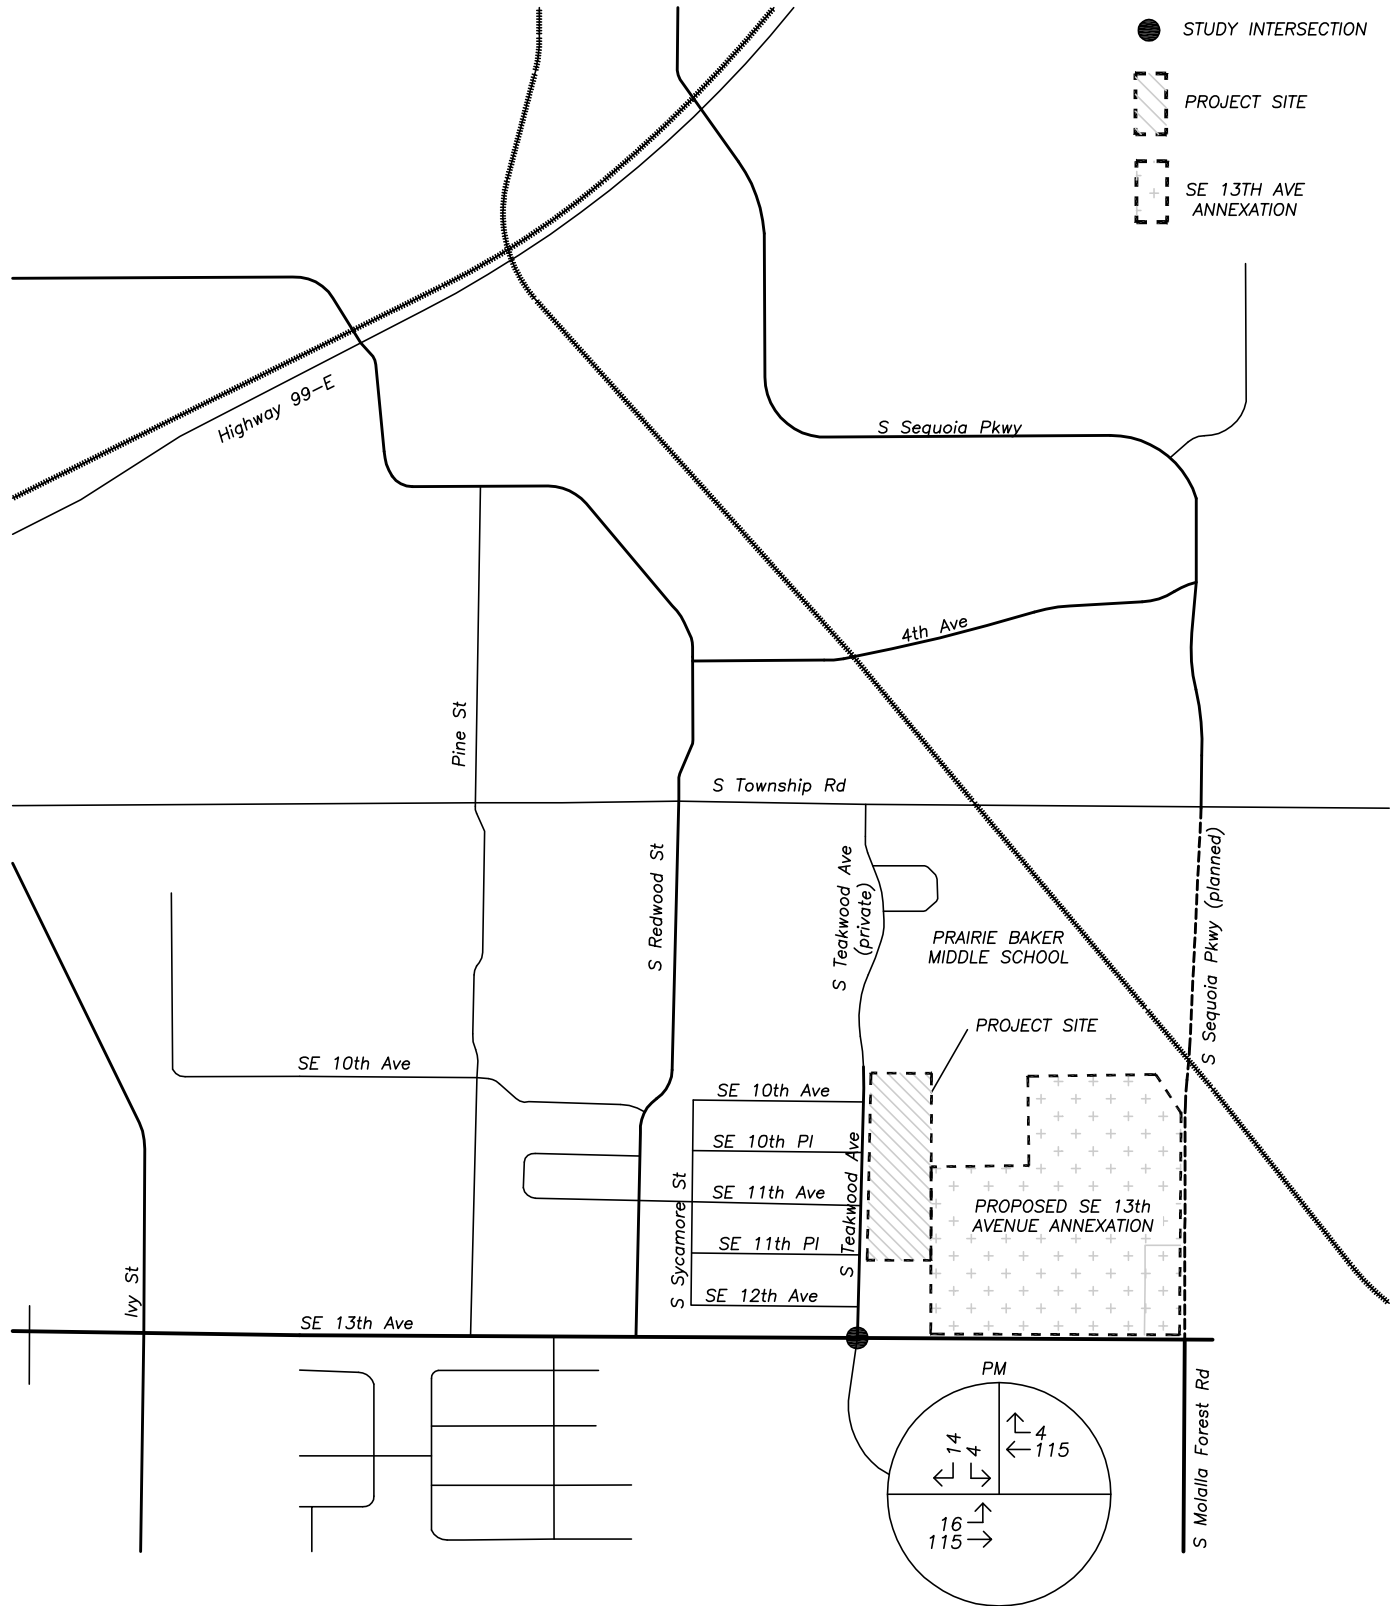 STUDY INTERSECTION
PROJECT SITE
SE 13TH AVE
ANNEXATION
Highway 99-E
S Sequoia Pkwy
4th Ave
Pine St
S Township Rd
S Redwood St
S Teakwood Ave
(private)
S Sequoia Pkwy (planned)
PRAIRIE BAKER
MIDDLE SCHOOL
PROJECT SITE
SE 10th Ave
SE 10th Ave
SE 10th Pl
SE 11th Ave
SE 11th Pl
SE 12th Ave
S Sycamore St
S Teakwood Ave
PROPOSED SE 13th
AVENUE ANNEXATION
Ivy St
SE 13th Ave
S Molalla Forest Rd
PM
14
4
4
115
16
115